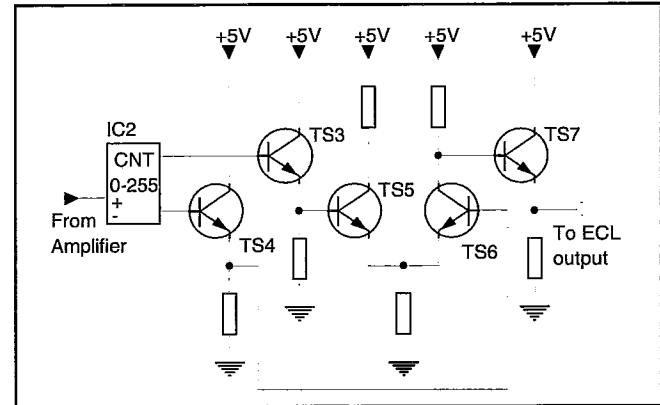 +5V +5V +5V +5V +5V
IC2
CNT
0-255
+
-
From
Amplifier
TS3
TS4
TS5
TS6
TS7
To ECL
output